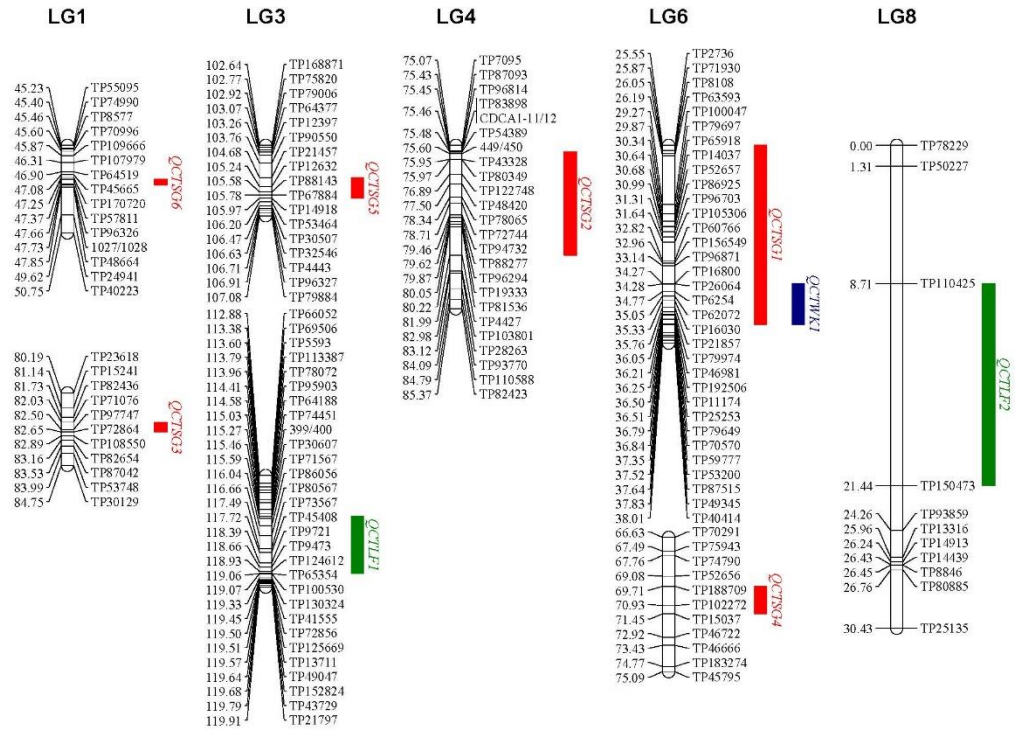 LG1
45.23 TP55095
45.40 TP74990
45.46 TP8577
45.60 TP70996
45.87 TP109666
46.31 TP107979
46.90 TP64519
47.08 TP45665
47.25 TP170720
47.37 TP57811
47.66 TP96326
47.73 1027/1028
47.85 TP48664
49.62 TP24941
50.75 TP40223
QCTSG6
80.19 TP23618
81.14 TP15241
81.73 TP82436
82.03 TP71076
82.50 TP97747
82.65 TP72864
82.89 TP108550
83.16 TP82654
83.53 TP87042
83.99 TP53748
84.75 TP30129
QCTSG3
LG3
102.64 TP168871
102.77 TP75820
102.92 TP79006
103.07 TP64377
103.26 TP12397
103.76 TP90550
104.68 TP21457
105.24 TP12632
105.58 TP88143
105.78 TP67884
105.97 TP14918
106.20 TP53464
106.47 TP30507
106.63 TP32546
106.71 TP4443
106.91 TP96327
107.08 TP79884
QCTSG5
112.88 TP66052
113.38 TP69506
113.60 TP5593
113.79 TP113387
113.96 TP78072
114.41 TP95903
114.58 TP64188
115.03 TP74451
115.27 399/400
115.46 TP30607
115.59 TP71567
116.04 TP86056
116.66 TP80567
117.49 TP73567
117.72 TP45408
118.39 TP9721
118.66 TP9473
118.93 TP124612
119.06 TP65354
119.07 TP100530
119.33 TP130324
119.45 TP41555
119.50 TP72856
119.51 TP125669
119.57 TP13711
119.64 TP49047
119.68 TP152824
119.79 TP43729
119.91 TP21797
QCTLF1
LG4
75.07 TP7095
75.43 TP87093
75.45 TP96814
75.46 TP83898
CDCA1-11/12
75.48 TP54389
75.60 449/450
75.95 TP43328
75.97 TP80349
76.89 TP122748
77.50 TP48420
78.34 TP78065
78.71 TP72744
79.46 TP94732
79.62 TP88277
79.87 TP96294
80.05 TP19333
80.22 TP81536
81.99 TP4427
82.98 TP103801
83.12 TP28263
84.09 TP93770
84.79 TP110588
85.37 TP82423
QCTSG2
LG6
25.55 TP2736
25.87 TP71930
26.05 TP8108
26.19 TP63593
29.27 TP100047
29.87 TP79697
30.34 TP65918
30.64 TP14037
30.68 TP52657
30.99 TP86925
31.31 TP96703
31.64 TP105306
32.82 TP60766
32.96 TP156549
33.14 TP96871
34.27 TP16800
34.28 TP26064
34.77 TP6254
35.05 TP62072
35.33 TP16030
35.76 TP21857
36.05 TP79974
36.21 TP46981
36.25 TP192506
36.50 TP11174
36.51 TP25253
36.79 TP79649
36.84 TP70570
37.35 TP59777
37.52 TP53200
37.64 TP87515
37.83 TP49345
38.01 TP40414
QCTSG1
QCTWK1
66.63 TP70291
67.49 TP75943
67.76 TP74790
69.08 TP52656
69.71 TP188709
70.93 TP102272
71.45 TP15037
72.92 TP46722
73.43 TP46666
74.77 TP183274
75.09 TP45795
QCTSG4
LG8
0.00 TP78229
1.31 TP50227
8.71 TP110425
21.44 TP150473
24.26 TP93859
25.96 TP13316
26.24 TP14913
26.43 TP14439
26.45 TP8846
26.76 TP80885
30.43 TP25135
QCTLF2